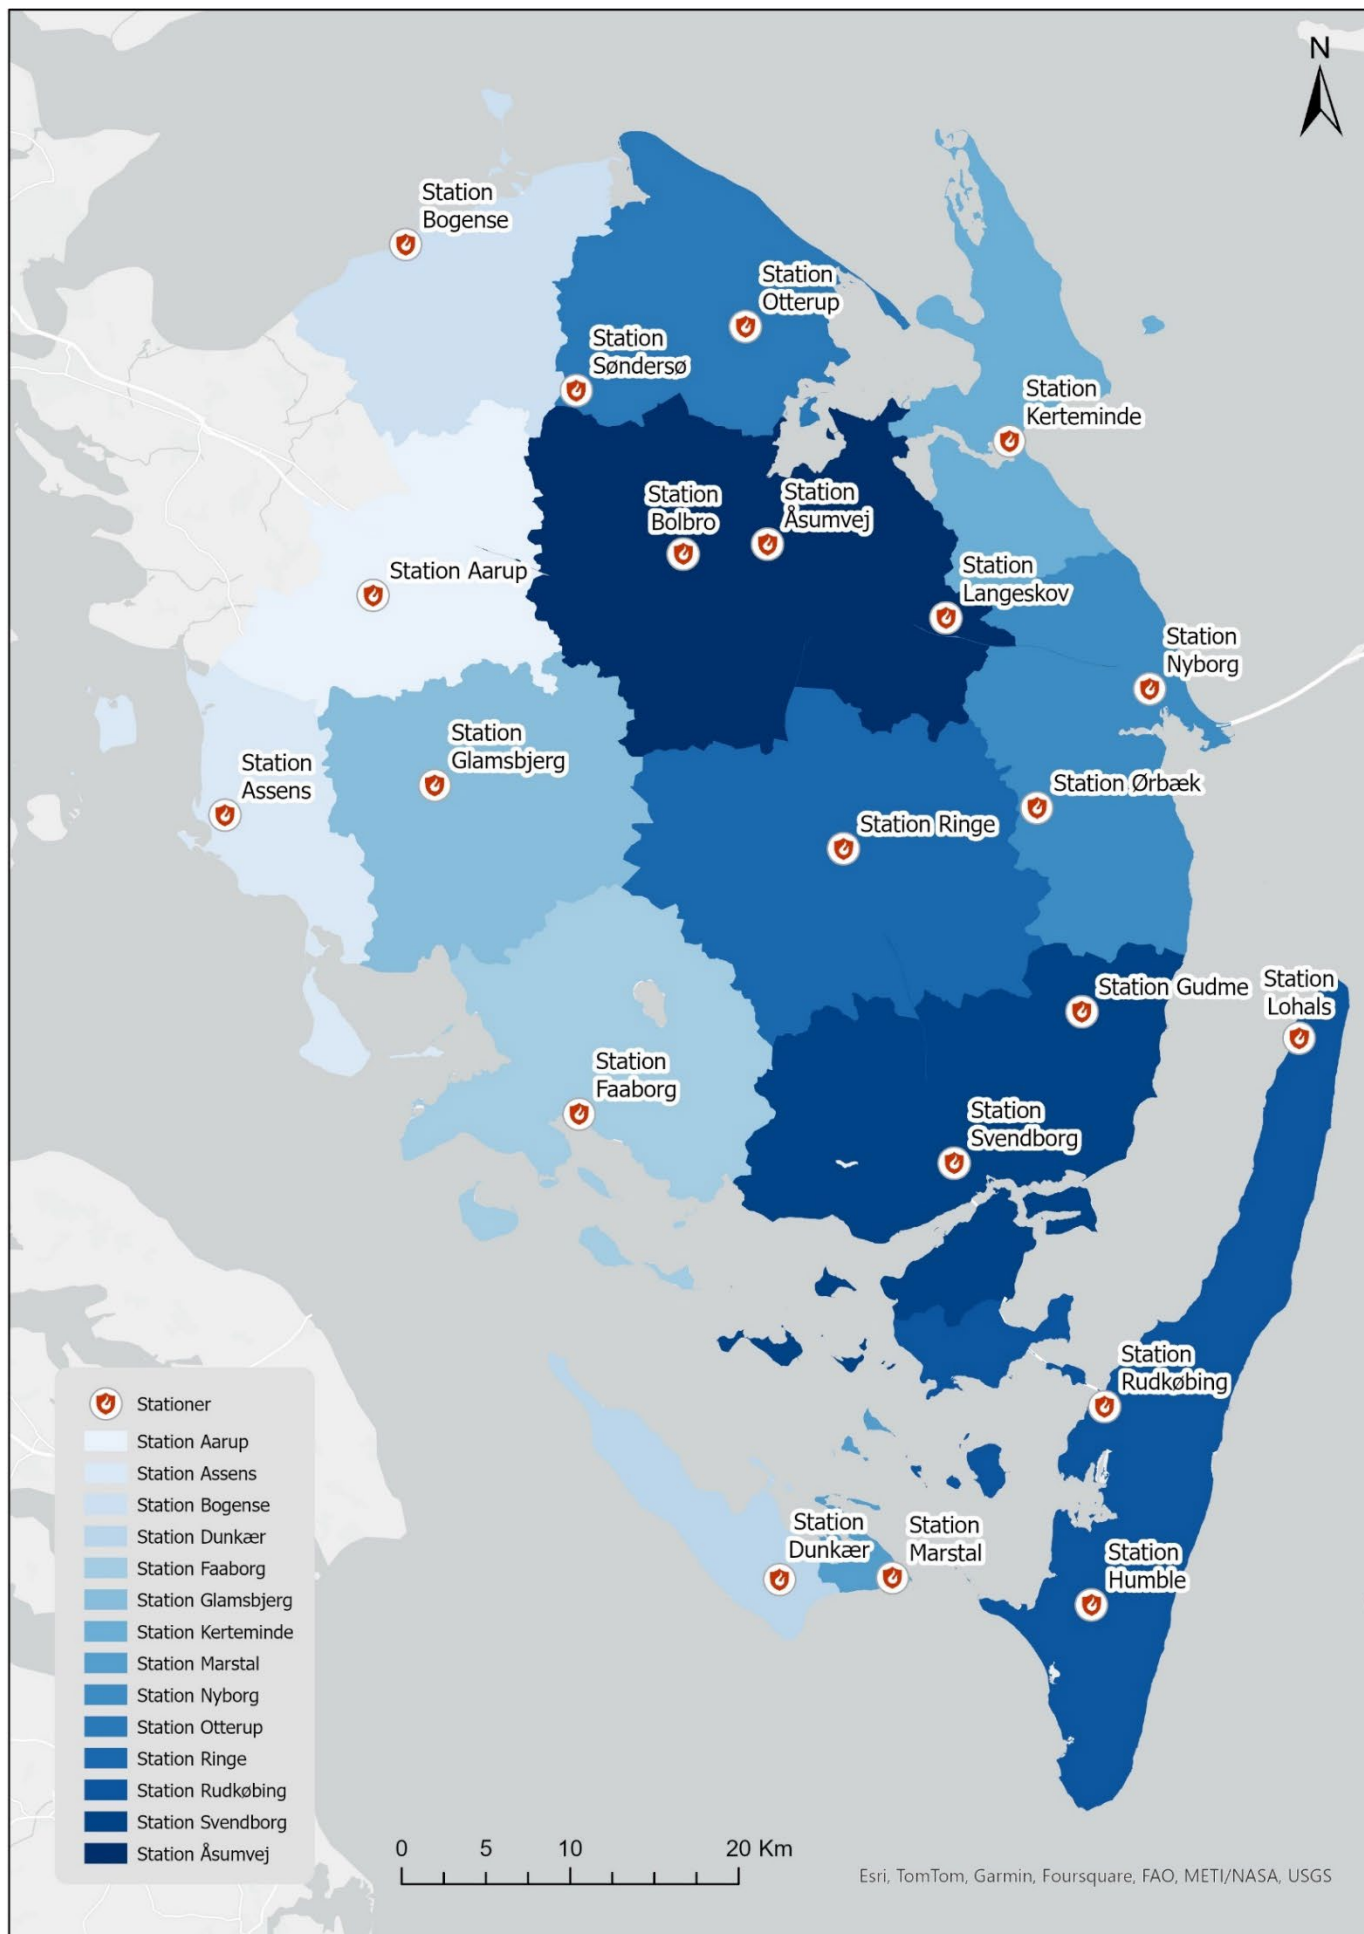 N
Station
Bogense
Station
Otterup
Station
Søndersø
Station
Kerteminde
Station
Bolbro
Station
Åsumvej
Station Aarup
Station
Langeskov
Station
Nyborg
Station
Glamsbjerg
Station
Assens
Station Ørbæk
Station Ringe
Station Gudme
Station
Lohals
Station
Faaborg
Station
Svendborg
Station
Rudkøbing
Station
Dunkær
Station
Marstal
Station
Humble
Stationer
Station Aarup
Station Assens
Station Bogense
Station Dunkær
Station Faaborg
Station Glamsbjerg
Station Kerteminde
Station Marstal
Station Nyborg
Station Otterup
Station Ringe
Station Rudkøbing
Station Svendborg
Station Åsumvej
0 5 10 20 Km
Esri, TomTom, Garmin, Foursquare, FAO, METI/NASA, USGS